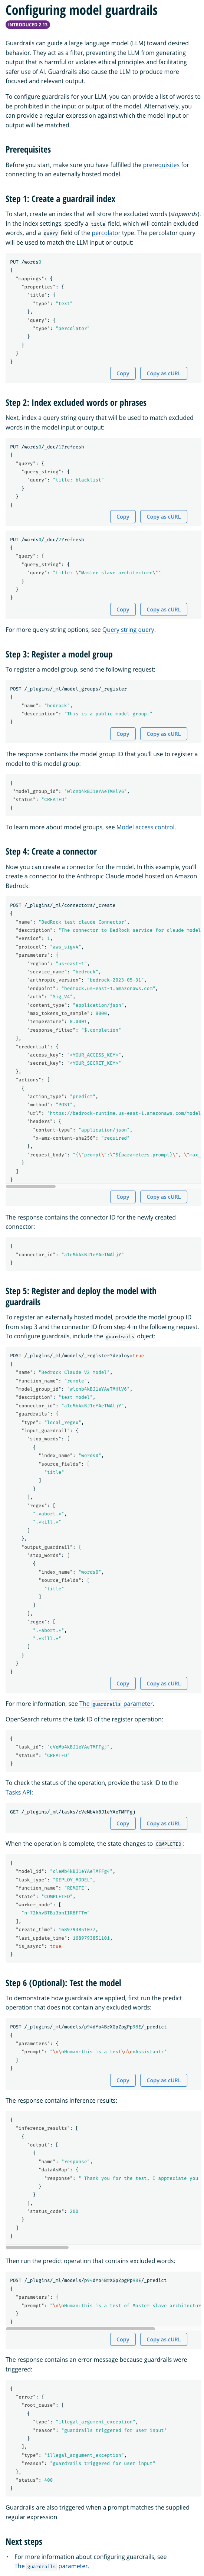 Configuring model guardrails
INTRODUCED 2.13
Guardrails can guide a large language model (LLM) toward desired
behavior. They act as a filter, preventing the LLM from generating
output that is harmful or violates ethical principles and facilitating
safer use of AI. Guardrails also cause the LLM to produce more
focused and relevant output.
To configure guardrails for your LLM, you can provide a list of words to
be prohibited in the input or output of the model. Alternatively, you
can provide a regular expression against which the model input or
output will be matched.
Prerequisites
Before you start, make sure you have fulfilled the prerequisites for
connecting to an externally hosted model.
Step 1: Create a guardrail index
To start, create an index that will store the excluded words (stopwords).
In the index settings, specify a title field, which will contain excluded
words, and a query field of the percolator type. The percolator query
will be used to match the LLM input or output:
PUT /words0
{
"mappings": {
"properties": {
"title": {
"type": "text"
},
"query": {
"type": "percolator"
}
}
}
}
Copy Copy as cURL
Step 2: Index excluded words or phrases
Next, index a query string query that will be used to match excluded
words in the model input or output:
PUT /words0/_doc/1?refresh
{
"query": {
"query_string": {
"query": "title: blacklist"
}
}
}
Copy Copy as cURL
PUT /words0/_doc/2?refresh
{
"query": {
"query_string": {
"query": "title: \"Master slave architecture\""
}
}
}
Copy Copy as cURL
For more query string options, see Query string query.
Step 3: Register a model group
To register a model group, send the following request:
POST /_plugins/_ml/model_groups/_register
{
"name": "bedrock",
"description": "This is a public model group."
}
Copy Copy as cURL
The response contains the model group ID that you'll use to register a
model to this model group:
{
"model_group_id": "wlcnb4kBJ1eYAeTMHlV6",
"status": "CREATED"
}
To learn more about model groups, see Model access control.
Step 4: Create a connector
Now you can create a connector for the model. In this example, you'll
create a connector to the Anthropic Claude model hosted on Amazon
Bedrock:
POST /_plugins/_ml/connectors/_create
{
"name": "BedRock test claude Connector",
"description": "The connector to BedRock service for claude model
"version": 1,
"protocol": "aws_sigv4",
"parameters": {
"region": "us-east-1",
"service_name": "bedrock",
"anthropic_version": "bedrock-2023-05-31",
"endpoint": "bedrock.us-east-1.amazonaws.com",
"auth": "Sig_V4",
"content_type": "application/json",
"max_tokens_to_sample": 8000,
"temperature": 0.0001,
"response_filter": "$.completion"
},
"credential": {
"access_key": "<YOUR_ACCESS_KEY>",
"secret_key": "<YOUR_SECRET_KEY>"
},
"actions": [
{
"action_type": "predict",
"method": "POST",
"url": "https://bedrock-runtime.us-east-1.amazonaws.com/model
"headers": {
"content-type": "application/json",
"x-amz-content-sha256": "required"
},
"request_body": "{\"prompt\":\"${parameters.prompt}\", \"max_
}
]
}
Copy Copy as cURL
The response contains the connector ID for the newly created
connector:
{
"connector_id": "a1eMb4kBJ1eYAeTMAljY"
}
Step 5: Register and deploy the model with
guardrails
To register an externally hosted model, provide the model group ID
from step 3 and the connector ID from step 4 in the following request.
To configure guardrails, include the guardrails object:
POST /_plugins/_ml/models/_register?deploy=true
{
"name": "Bedrock Claude V2 model",
"function_name": "remote",
"model_group_id": "wlcnb4kBJ1eYAeTMHlV6",
"description": "test model",
"connector_id": "a1eMb4kBJ1eYAeTMAljY",
"guardrails": {
"type": "local_regex",
"input_guardrail": {
"stop_words": [
{
"index_name": "words0",
"source_fields": [
"title"
]
}
],
"regex": [
".*abort.*",
".*kill.*"
]
},
"output_guardrail": {
"stop_words": [
{
"index_name": "words0",
"source_fields": [
"title"
]
}
],
"regex": [
".*abort.*",
".*kill.*"
]
}
}
}
Copy Copy as cURL
For more information, see The guardrails parameter.
OpenSearch returns the task ID of the register operation:
{
"task_id": "cVeMb4kBJ1eYAeTMFFgj",
"status": "CREATED"
}
To check the status of the operation, provide the task ID to the
Tasks API:
GET /_plugins/_ml/tasks/cVeMb4kBJ1eYAeTMFFgj
Copy Copy as cURL
When the operation is complete, the state changes to COMPLETED:
{
"model_id": "cleMb4kBJ1eYAeTMFFg4",
"task_type": "DEPLOY_MODEL",
"function_name": "REMOTE",
"state": "COMPLETED",
"worker_node": [
"n-72khvBTBi3bnIIR8FTTw"
],
"create_time": 1689793851077,
"last_update_time": 1689793851101,
"is_async": true
}
Step 6 (Optional): Test the model
To demonstrate how guardrails are applied, first run the predict
operation that does not contain any excluded words:
POST /_plugins/_ml/models/p94dYo4BrXGpZpgPp98E/_predict
{
"parameters": {
"prompt": "\n\nHuman:this is a test\n\nnAssistant:"
}
}
Copy Copy as cURL
The response contains inference results:
{
"inference_results": [
{
"output": [
{
"name": "response",
"dataAsMap": {
"response": " Thank you for the test, I appreciate you
}
}
],
"status_code": 200
}
]
}
Then run the predict operation that contains excluded words:
POST /_plugins/_ml/models/p94dYo4BrXGpZpgPp98E/_predict
{
"parameters": {
"prompt": "\n\nHuman:this is a test of Master slave architectur
}
}
Copy Copy as cURL
The response contains an error message because guardrails were
triggered:
{
"error": {
"root_cause": [
{
"type": "illegal_argument_exception",
"reason": "guardrails triggered for user input"
}
],
"type": "illegal_argument_exception",
"reason": "guardrails triggered for user input"
},
"status": 400
}
Guardrails are also triggered when a prompt matches the supplied
regular expression.
Next steps
• For more information about configuring guardrails, see
The guardrails parameter.